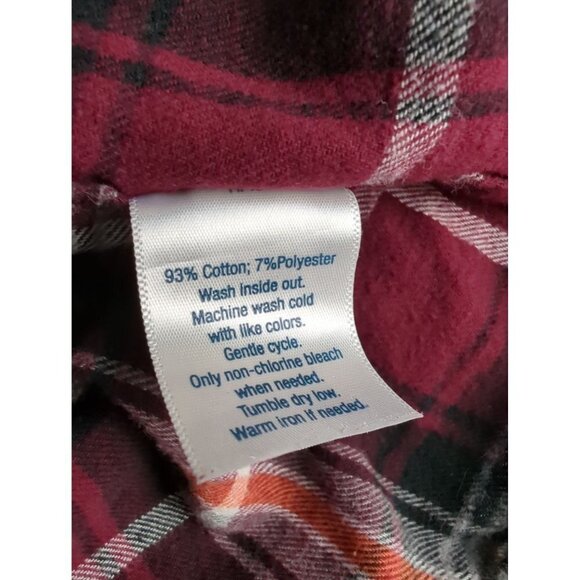 93% Cotton; 7%Polyester
Wash inside out.
Machine wash cold
with like colors.
Gentle cycle.
Only non-chlorine bleach
when needed.
Tumble dry low.
Warm iron if needed.